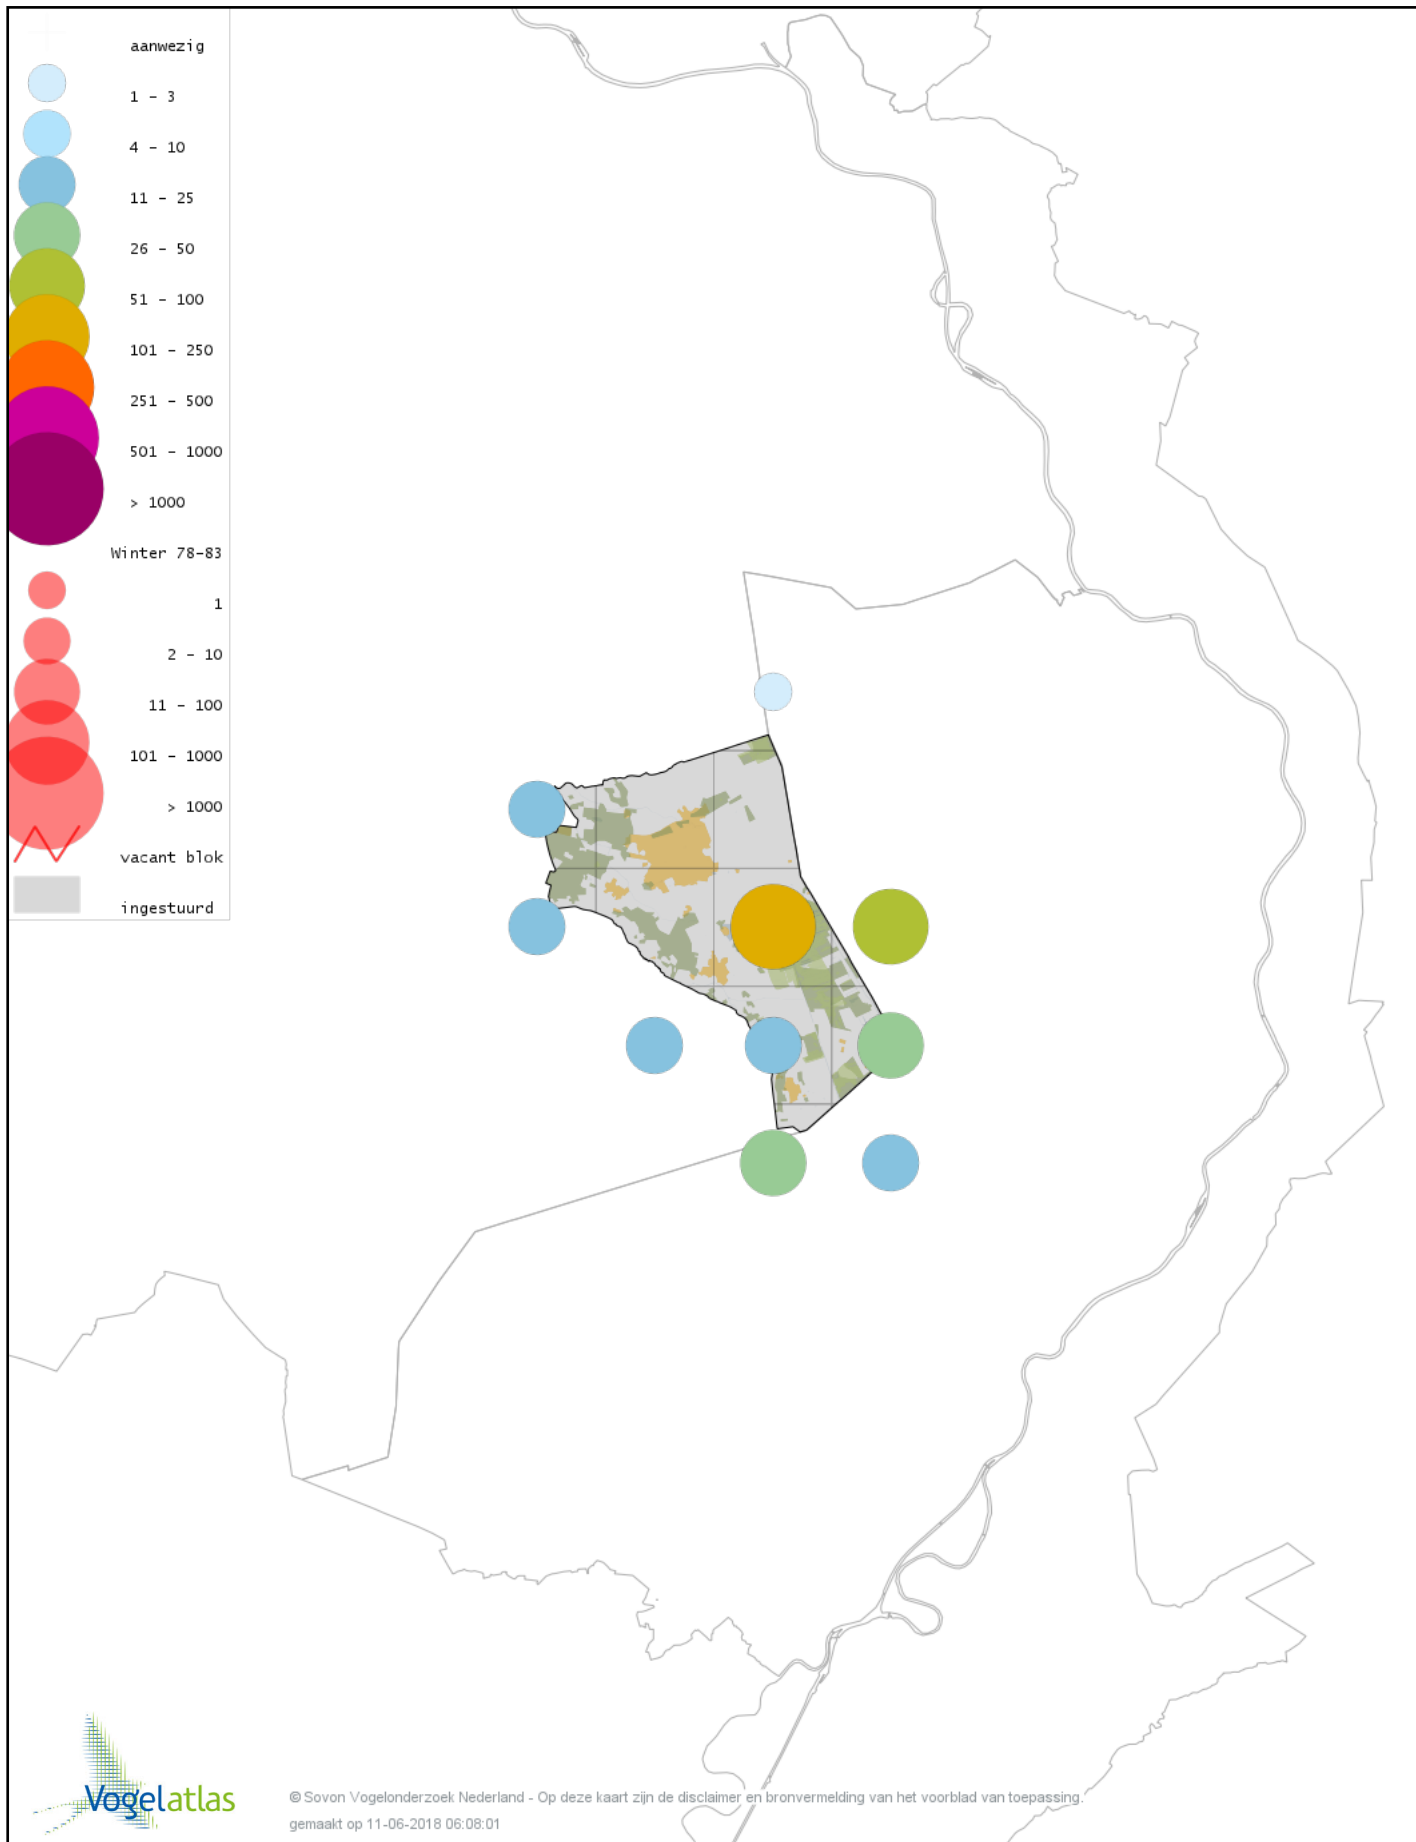 aanwezig
1 - 3
4 - 10
11 - 25
26 - 50
51 - 100
101 - 250
251 - 500
501 - 1000
> 1000
Winter 78-83
1
2 - 10
11 - 100
101 - 1000
> 1000
vacant blok
ingestuurd
Vogelatlas
© Sovon Vogelonderzoek Nederland - Op deze kaart zijn de disclaimer en bronvermelding van het voorblad van toepassing.
gemaakt op 11-06-2018 06:08:01